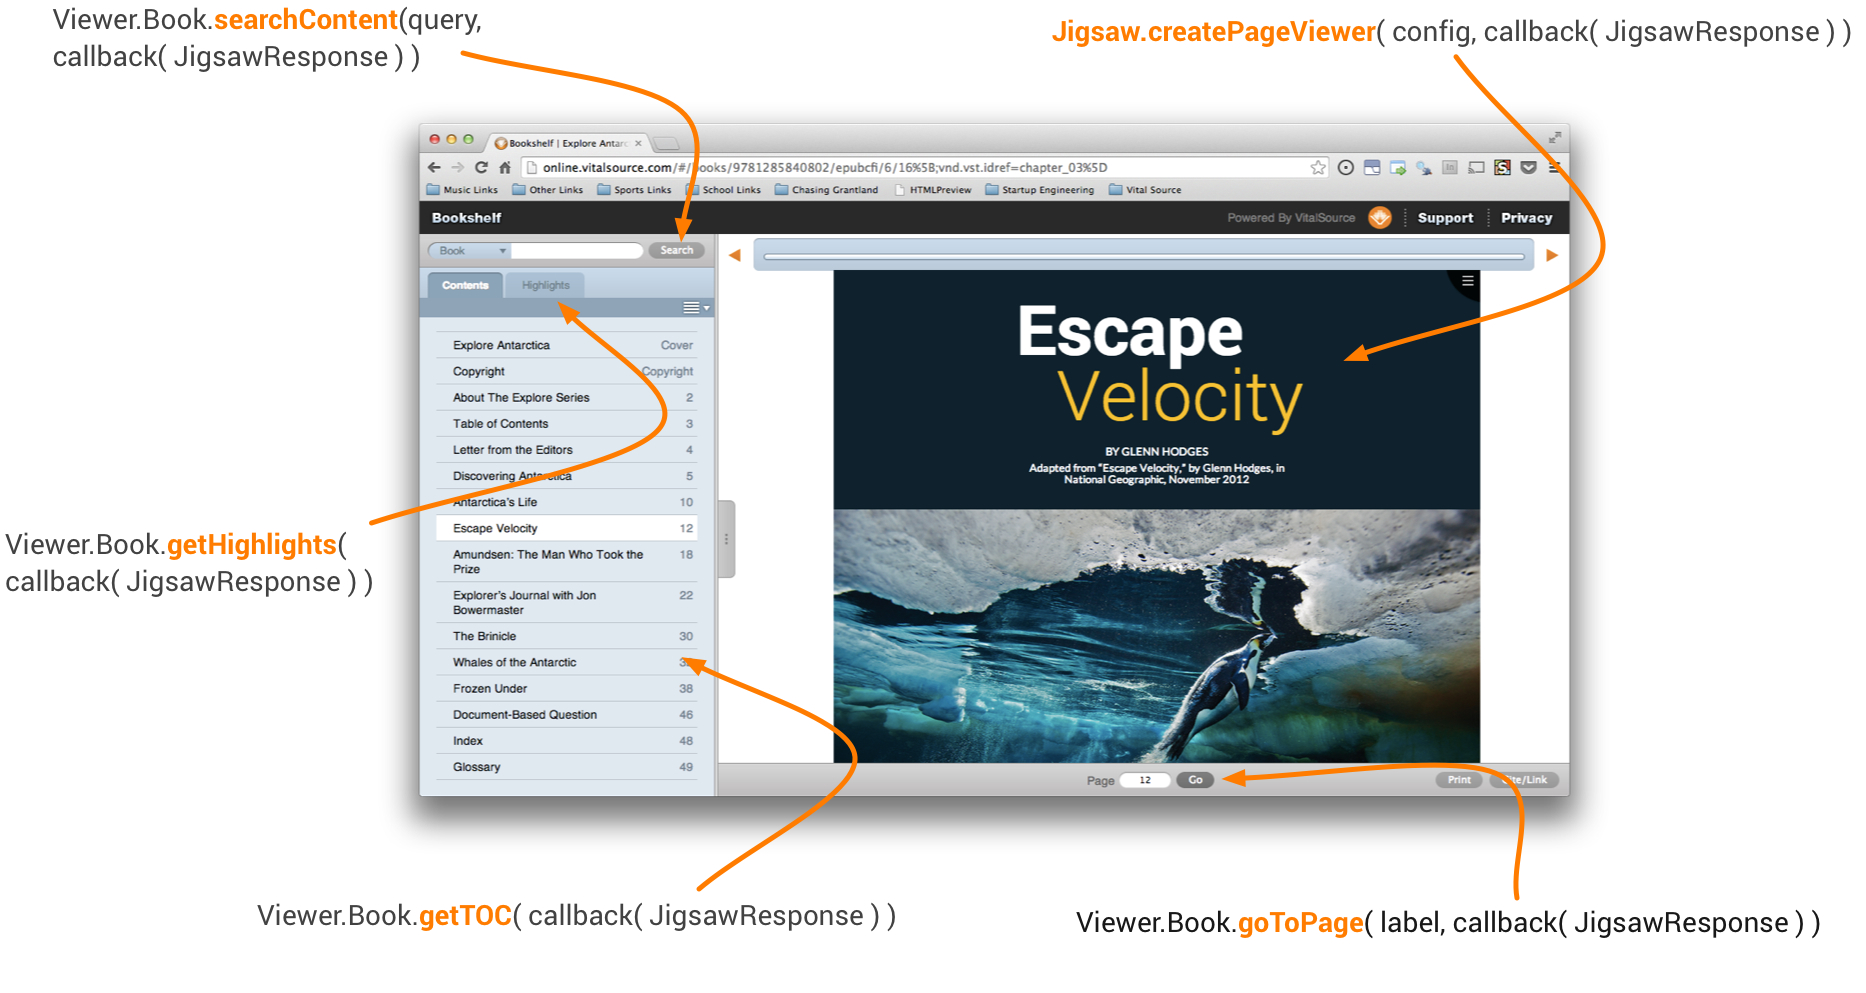 Viewer.Book.searchContent(query,
callback( JigsawResponse ) )
Jigsaw.createPageViewer( config, callback( JigsawResponse ) )
Bookshelf | Explore Antarc
online.vitalsource.com/#/books/9781285840802/epubcfi/6/16%5B;vnd.vst.idref=chapter_03%5D
Music Links Other Links Sports Links School Links Chasing Grantland HTMLPreview Startup Engineering Vital Source
Bookshelf
Powered By VitalSource Support Privacy
Book Search
Contents Highlights
Explore Antarctica Cover
Copyright Copyright
About The Explore Series 2
Table of Contents 3
Letter from the Editors 4
Discovering Antarctica 5
Antarctica's Life 10
Escape Velocity 12
Amundsen: The Man Who Took the 18
Prize
Explorer's Journal with Jon 22
Bowermaster
The Brinicle 30
Whales of the Antarctic
Frozen Under 38
Document-Based Question 46
Index 48
Glossary 49
Escape
Velocity
BY GLENN HODGES
Adapted from “Escape Velocity,” by Glenn Hodges, in
National Geographic, November 2012
Page 12 Go
Print Cite/Link
Viewer.Book.getHighlights(
callback( JigsawResponse ) )
Viewer.Book.getTOC( callback( JigsawResponse ) )
Viewer.Book.goToPage( label, callback( JigsawResponse ) )